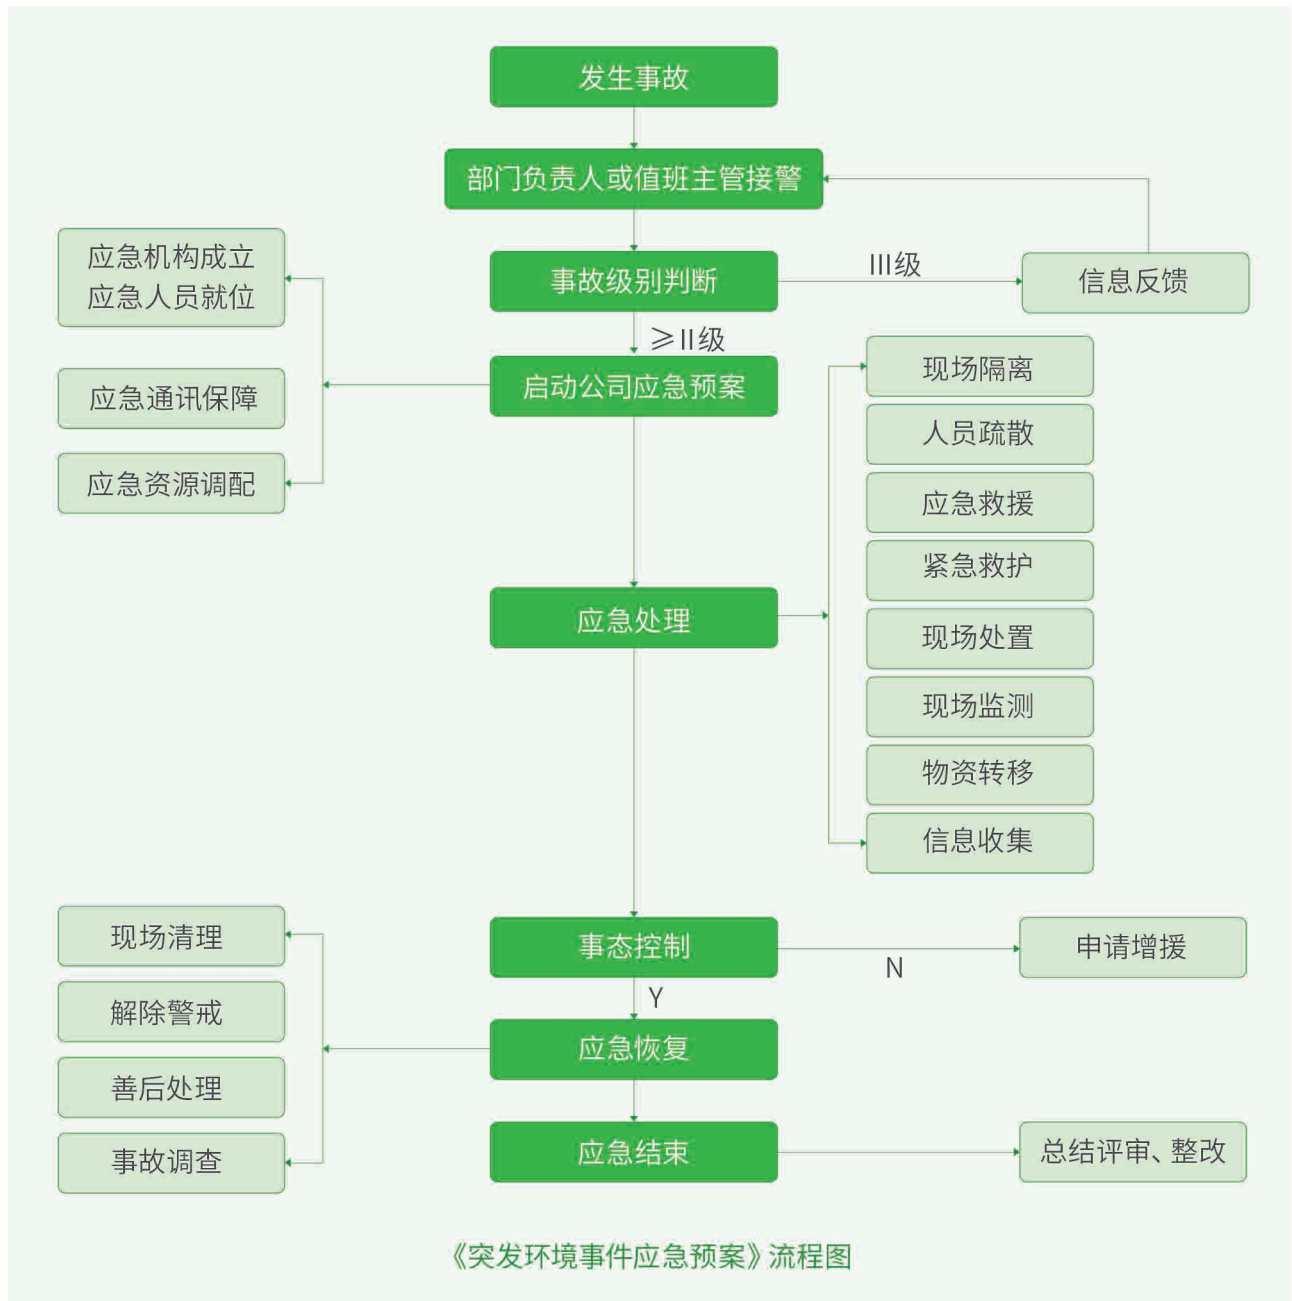 发生事故
部门负责人或值班主管接警
应急机构成立
应急人员就位
事故级别判断
III级
信息反馈
≥II级
启动公司应急预案
应急通讯保障
应急资源调配
现场隔离
人员疏散
应急救援
紧急救护
应急处理
现场处置
现场监测
物资转移
信息收集
现场清理
事态控制
N
申请增援
Y
解除警戒
应急恢复
善后处理
事故调查
应急结束
总结评审、整改
《突发环境事件应急预案》流程图